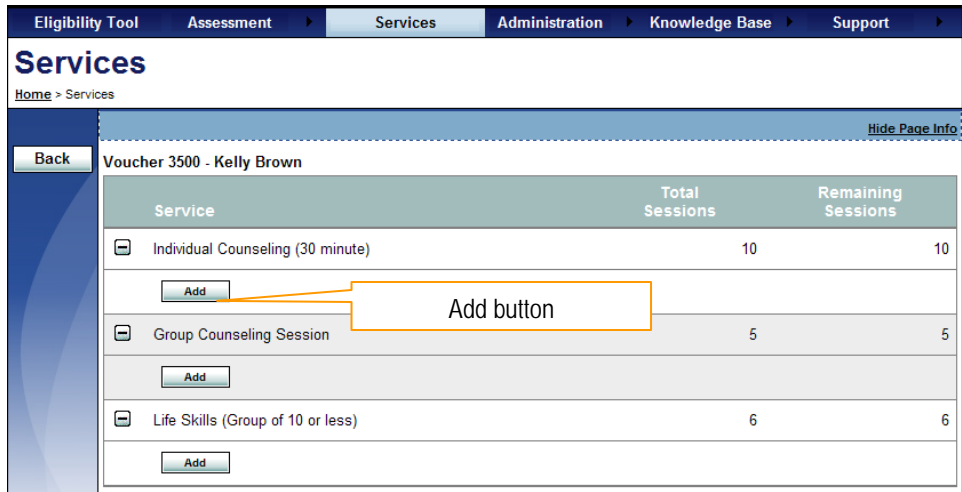 Eligibility Tool Assessment Services Administration Knowledge Base Support
Services
Home > Services
Hide Page Info
Back
Voucher 3500 - Kelly Brown
Service Total Sessions Remaining Sessions
Individual Counseling (30 minute) 10 10
Add
Add button
Group Counseling Session 5 5
Add
Life Skills (Group of 10 or less) 6 6
Add